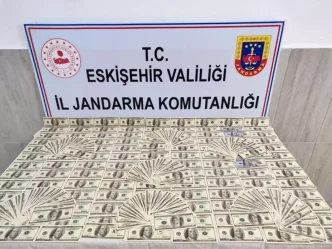 T.C.
ESKİŞEHİR VALİLİĞİ
İL JANDARMA KOMUTANLIĞI